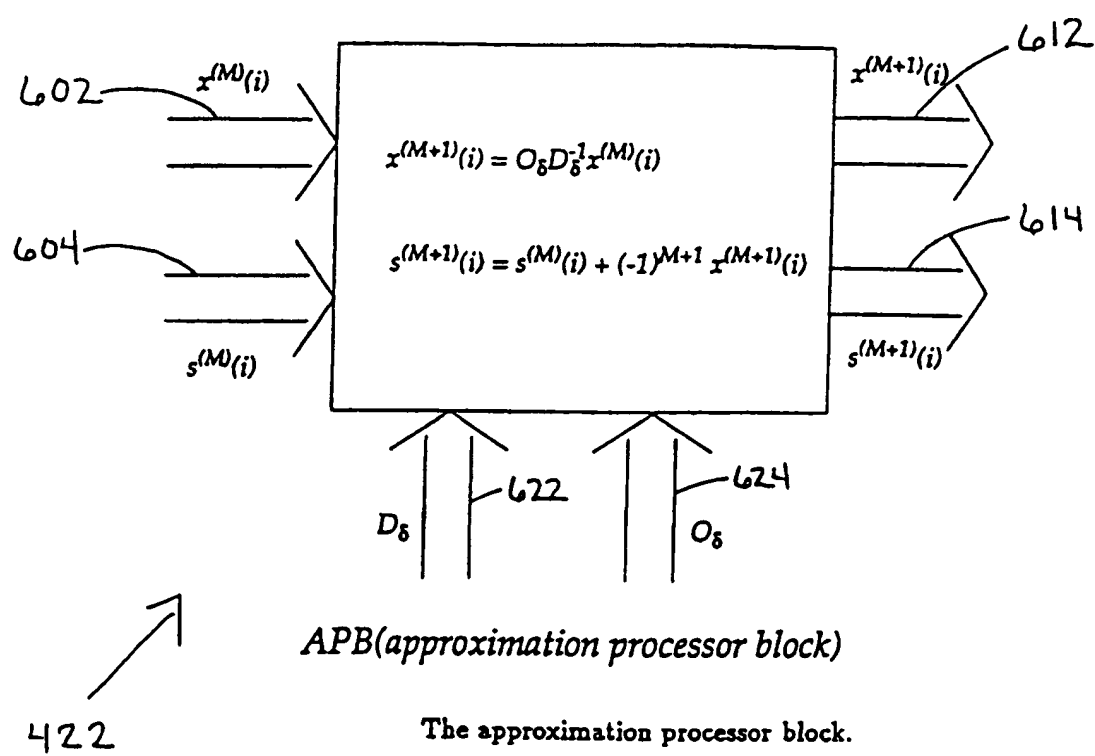 612
602
x^(M)(i)
x^(M+1)(i)
x^(M+1)(i) = O_δ D_δ^-1 x^(M)(i)
604
614
s^(M+1)(i) = s^(M)(i) + (-1)^M+1 x^(M+1)(i)
s^(M)(i)
s^(M+1)(i)
622
624
D_δ
O_δ
APB(approximation processor block)
422
The approximation processor block.